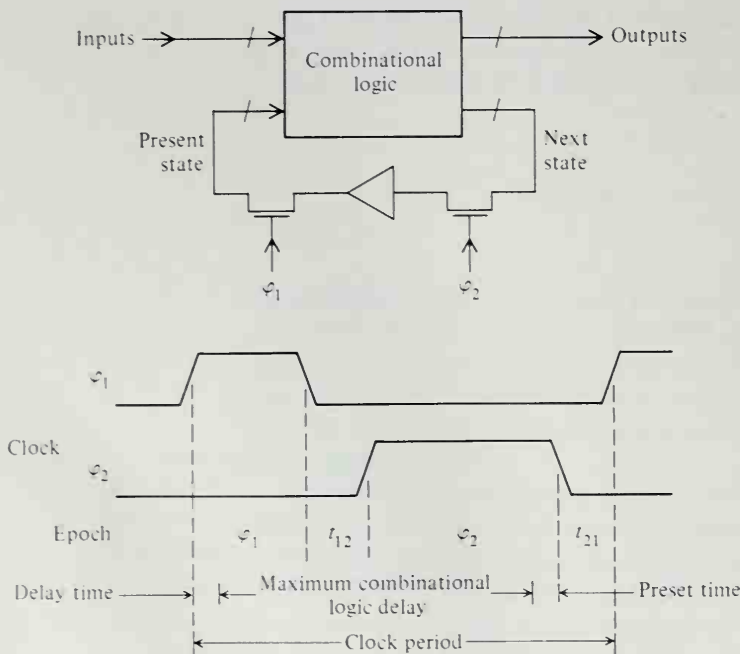 Inputs
Combinational
logic
Outputs
Present
state
Next
state
φ1
φ2
φ1
Clock
φ2
Epoch
φ1
t12
φ2
t21
Delay time
Maximum combinational
logic delay
Preset time
Clock period